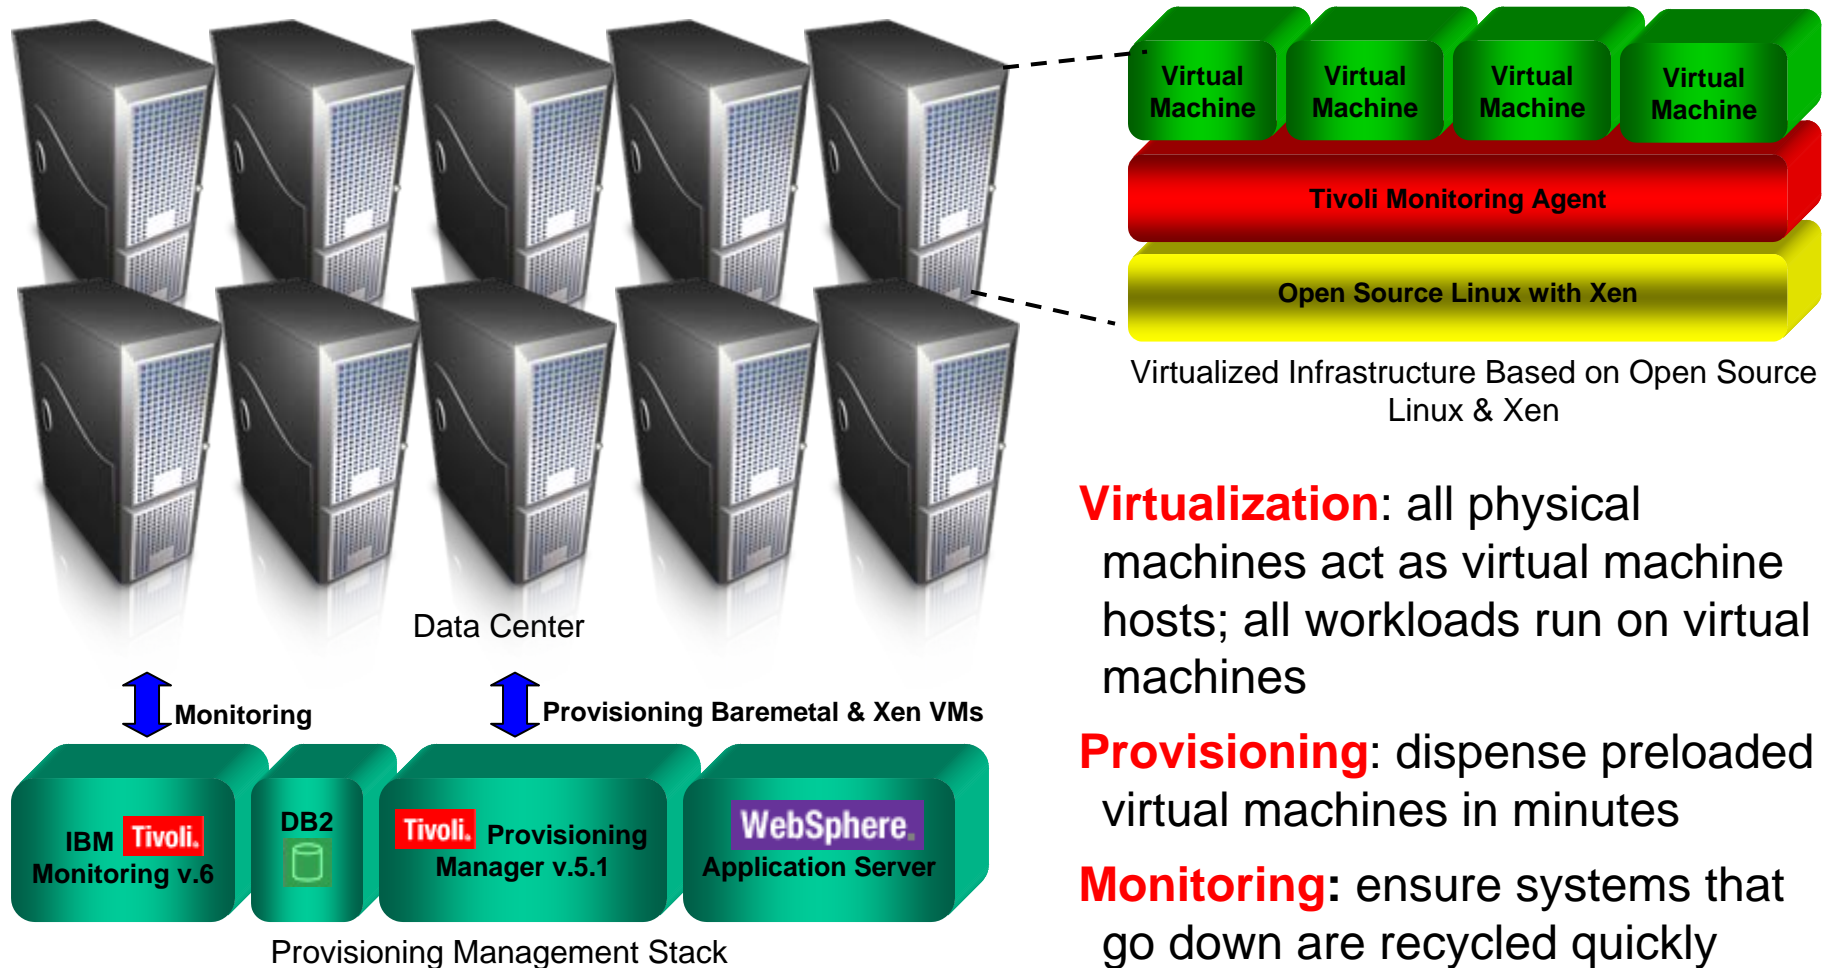 Virtual
Machine
Virtual
Machine
Virtual
Machine
Virtual
Machine
Tivoli Monitoring Agent
Open Source Linux with Xen
Virtualized Infrastructure Based on Open Source
Linux & Xen
Data Center
Monitoring
Provisioning Baremetal & Xen VMs
IBM Tivoli.
Monitoring v.6
DB2
Tivoli. Provisioning
Manager v.5.1
WebSphere.
Application Server
Provisioning Management Stack
Virtualization: all physical
machines act as virtual machine
hosts; all workloads run on virtual
machines
Provisioning: dispense preloaded
virtual machines in minutes
Monitoring: ensure systems that
go down are recycled quickly